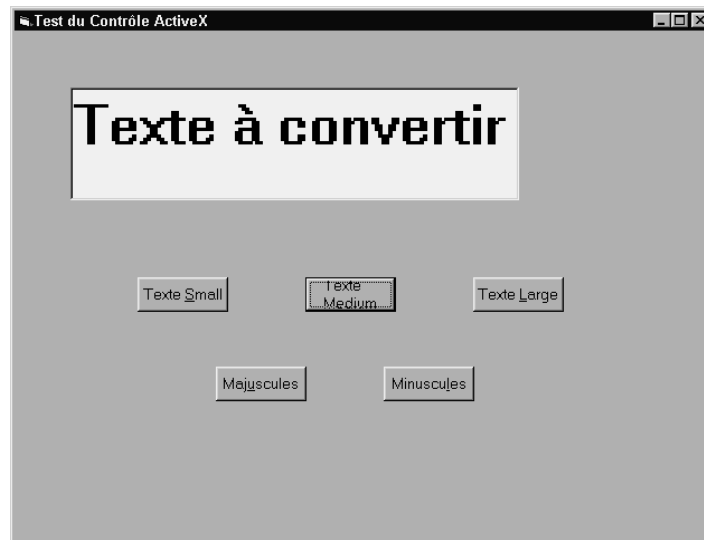 Test du Contrôle ActiveX
Texte à convertir
Texte Small
Texte
Medium
Texte Large
Majuscules
Minuscules